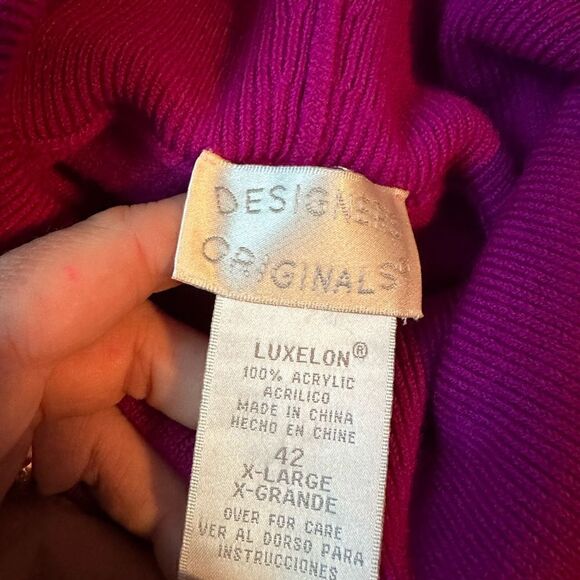 DESIGNERS
ORIGINALS®
LUXELON®
100% ACRYLIC
ACRILICO
MADE IN CHINA
HECHO EN CHINE
42
X-LARGE
X-GRANDE
OVER FOR CARE
VER AL DORSO PARA
INSTRUCCIONES